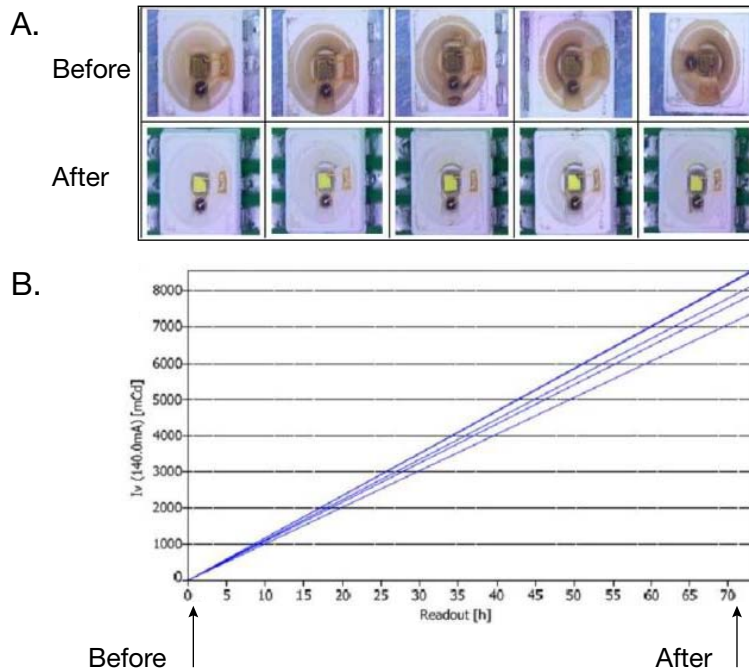 A.
Before
After
B.
8000
7000
6000
5000
4000
3000
2000
1000
0
Iv (140.0mA) [mCd]
0 5 10 15 20 25 30 35 40 45 50 55 60 65 70
Readout [h]
Before After